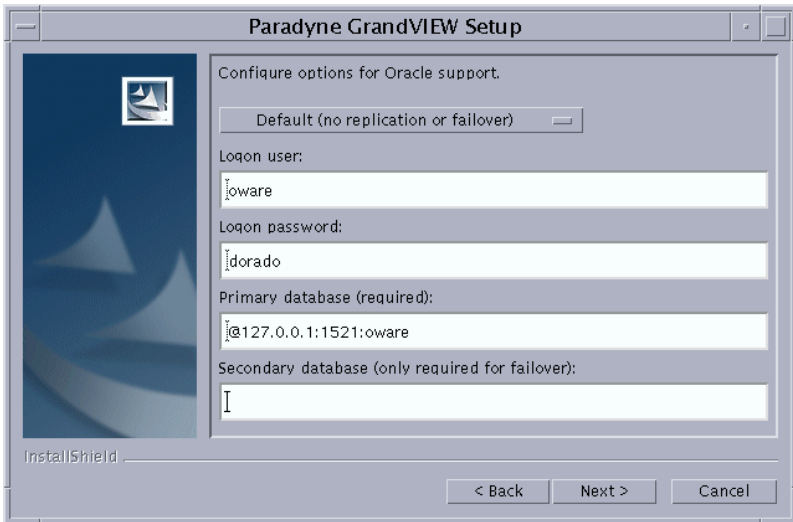 Paradyne GrandVIEW Setup
Configure options for Oracle support.
Default (no replication or failover)
Logon user:
oware
Logon password:
dorado
Primary database (required):
@127.0.0.1:1521:oware
Secondary database (only required for failover):
InstallShield
< Back
Next >
Cancel